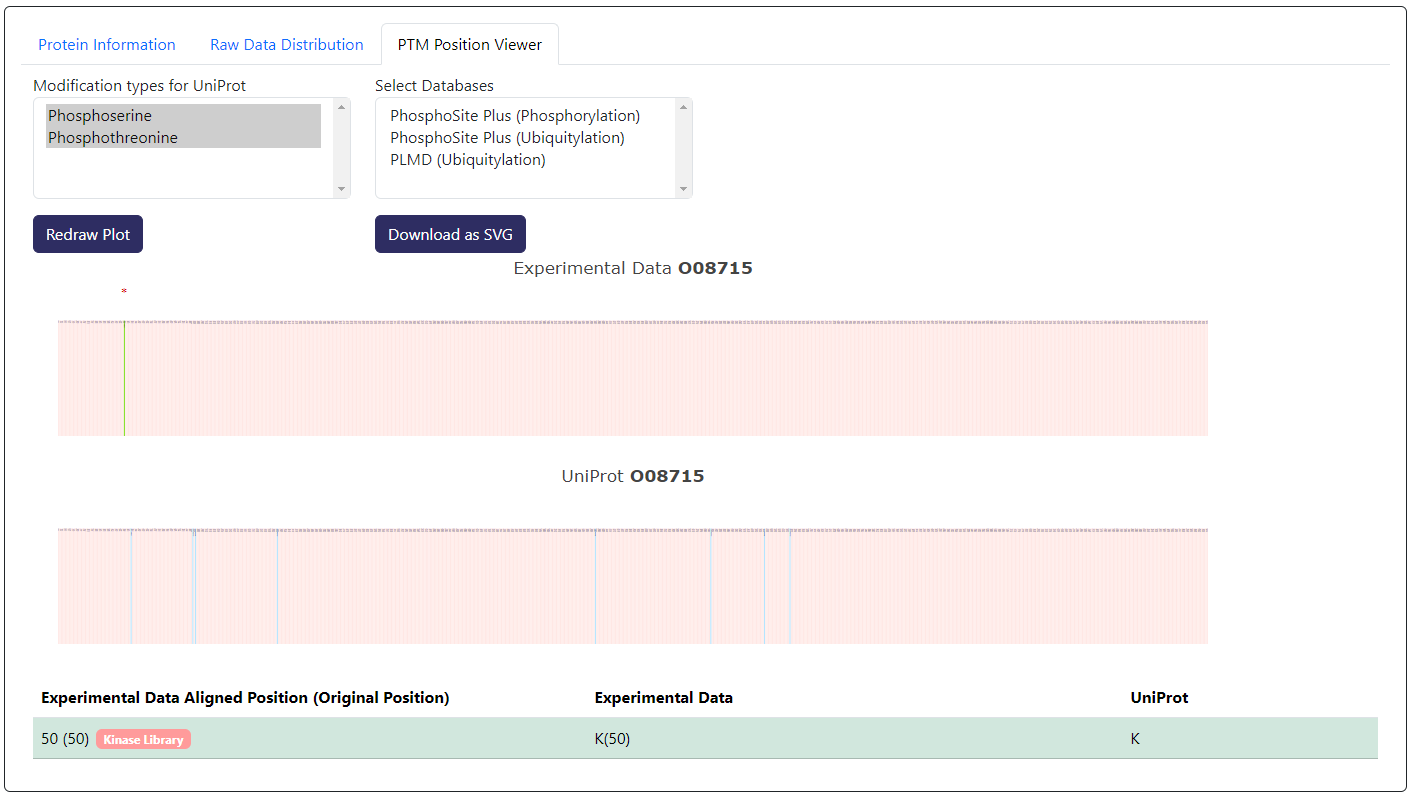 Protein Information Raw Data Distribution PTM Position Viewer
Modification types for UniProt Select Databases
Phosphoserine PhosphoSite Plus (Phosphorylation)
Phosphothreonine PhosphoSite Plus (Ubiquitylation)
PLMD (Ubiquitylation)
Redraw Plot Download as SVG
Experimental Data O08715
*
UniProt O08715
Experimental Data Aligned Position (Original Position) Experimental Data UniProt
50 (50) Kinase Library K(50) K